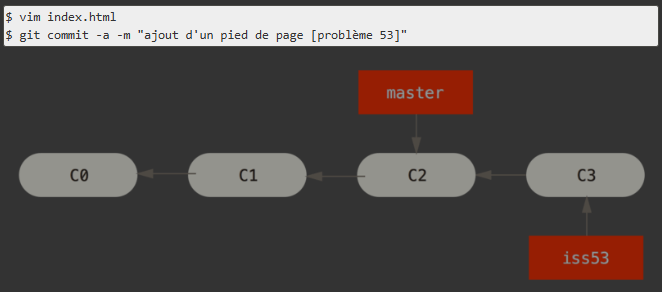 $ vim index.html
$ git commit -a -m "ajout d'un pied de page [problème 53]"
master
C0 C1 C2 C3
iss53